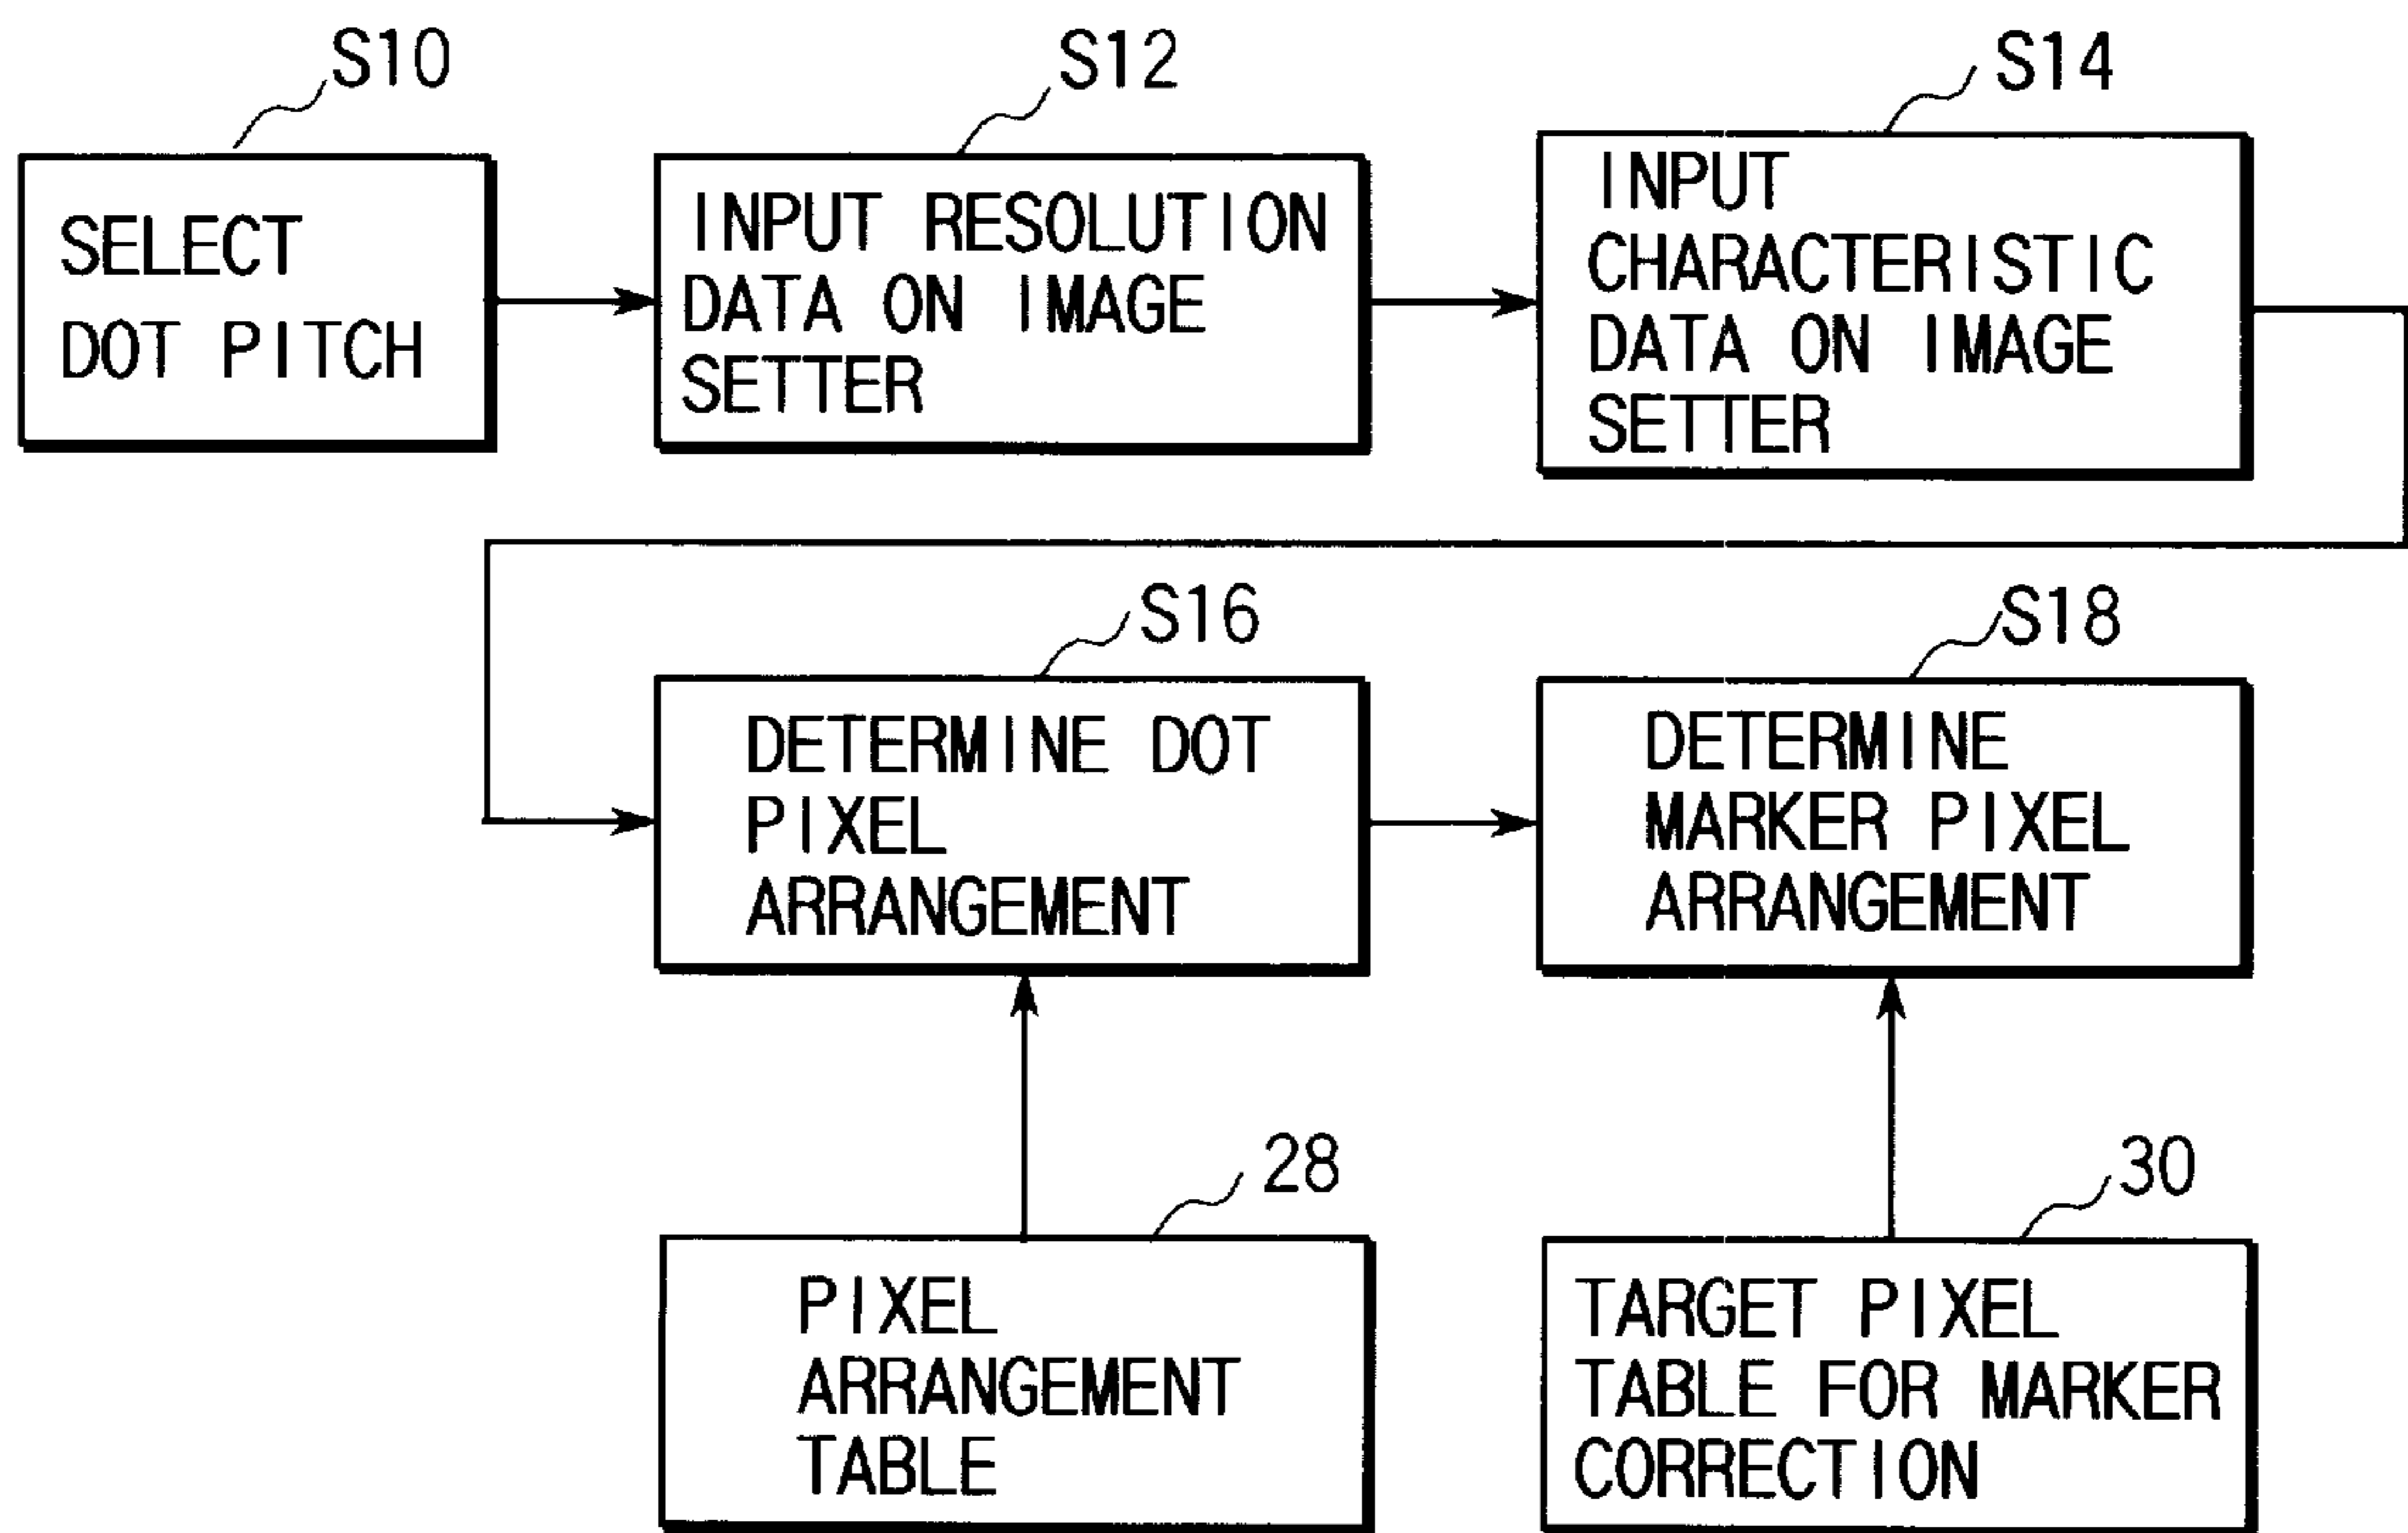 S10
SELECT
DOT PITCH
S12
INPUT RESOLUTION
DATA ON IMAGE
SETTER
S14
INPUT
CHARACTERISTIC
DATA ON IMAGE
SETTER
S16
DETERMINE DOT
PIXEL
ARRANGEMENT
S18
DETERMINE
MARKER PIXEL
ARRANGEMENT
28
PIXEL
ARRANGEMENT
TABLE
30
TARGET PIXEL
TABLE FOR MARKER
CORRECTION